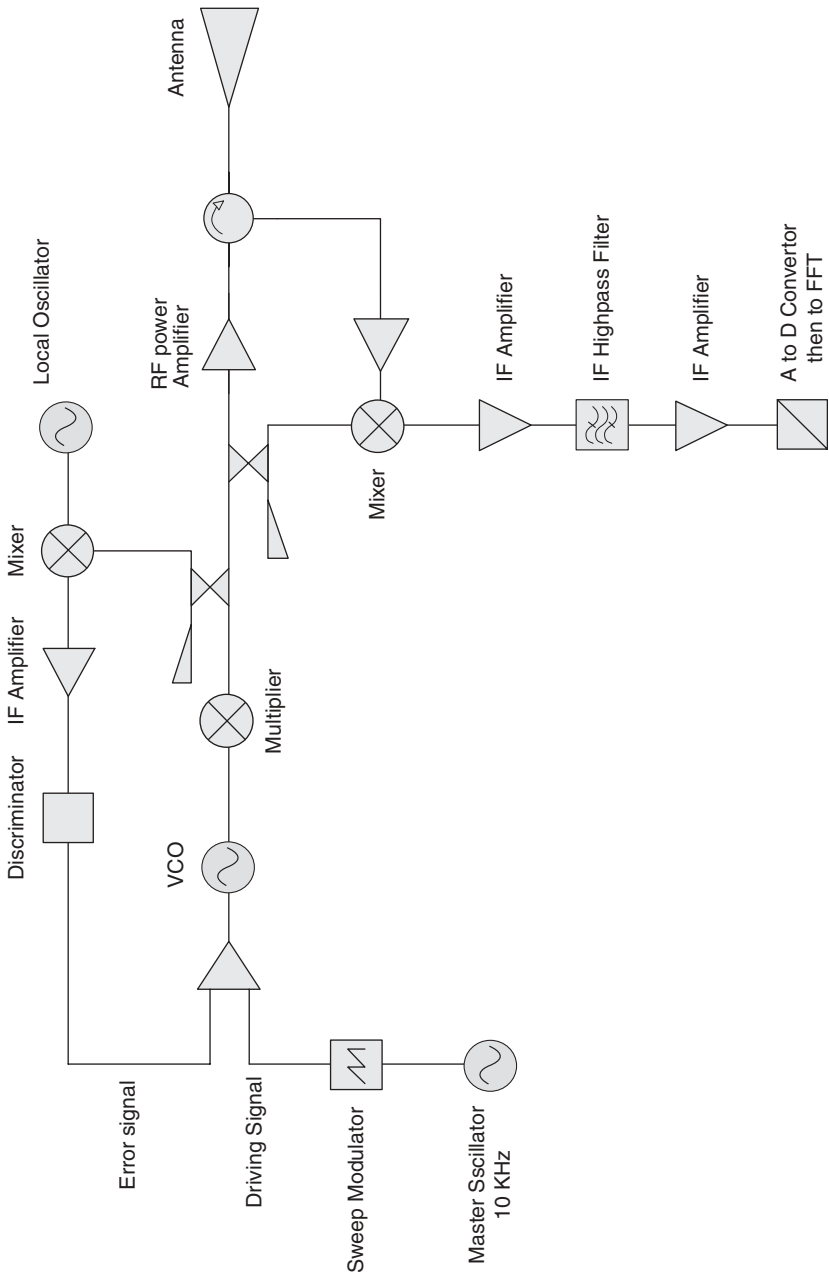 Error signal
Discriminator
IF Amplifier
Mixer
Local Oscillator
Driving Signal
VCO
Multiplier
RF power
Amplifier
Antenna
Sweep Modulator
Mixer
Master Sscillator
10 KHz
IF Amplifier
IF Highpass Filter
IF Amplifier
A to D Convertor
then to FFT